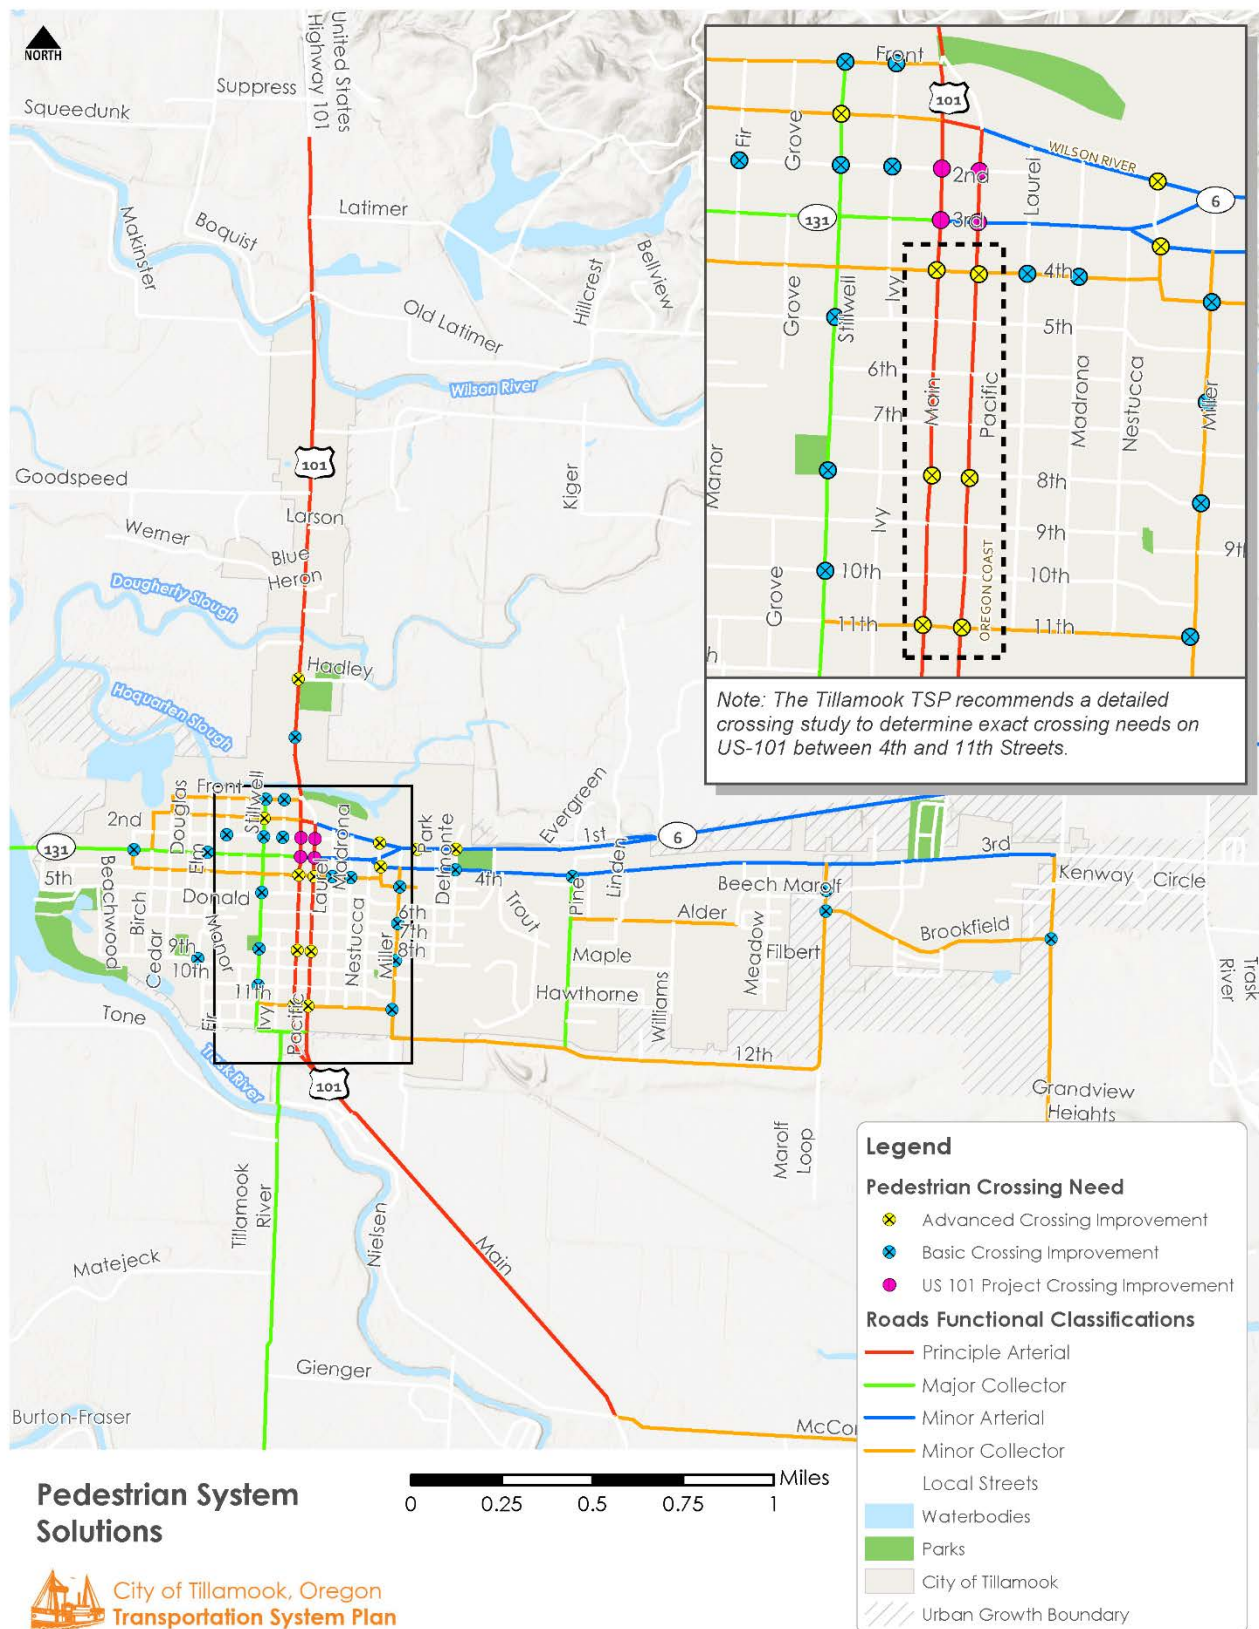 NORTH
United States
Highway 101
Suppress
Squeedunk
Makinster
Boquist
Latimer
Old Latimer
Hillcrest
Bellview
Wilson River
101
Goodspeed
Larson
Werner
Blue
Heron
Kiger
Dougherty Slough
Hadley
Hoquarten Slough
Front
101
Fir
Grove
2nd
Laurel
WILSON RIVER
6
131
3rd
4th
Grove
Stillwell
Ivy
5th
6th
7th
Main
Pacific
Madrona
Nestucca
Miller
Manor
8th
Ivy
9th
10th
10th
OREGON COAST
Grove
11th
11th
Note: The Tillamook TSP recommends a detailed
crossing study to determine exact crossing needs on
US-101 between 4th and 11th Streets.
Front
Douglas
Stillwell
2nd
131
Elm
Laurel
Madrona
Park
Delmonte
Evergreen
1st
6
3rd
5th
Beachwood
Birch
Cedar
Donald
Manor
9th
10th
11th
Fir
Ivy
Pacific
Nestucca
Miller
6th
7th
8th
4th
Trout
Pine
Linden
Beech
Marolf
Alder
Maple
Meadow
Filbert
Hawthorne
Williams
Brookfield
Kenway
Circle
Trask
River
Tone
Trask River
12th
101
Grandview
Heights
Marolf
Loop
Tillamook
River
Nielsen
Main
Matejeck
Gienger
Burton-Fraser
Legend
Pedestrian Crossing Need
Advanced Crossing Improvement
Basic Crossing Improvement
US 101 Project Crossing Improvement
Roads Functional Classifications
Principle Arterial
Major Collector
Minor Arterial
Minor Collector
Local Streets
Waterbodies
Parks
City of Tillamook
Urban Growth Boundary
Pedestrian System
Solutions
0 0.25 0.5 0.75 1 Miles
City of Tillamook, Oregon
Transportation System Plan